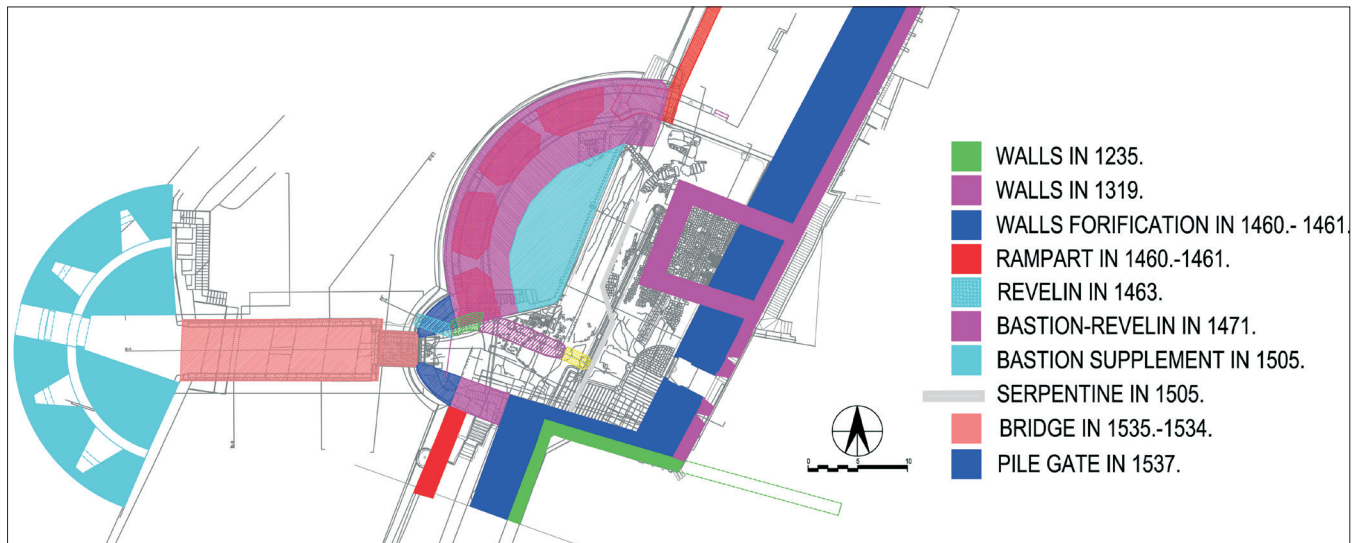 WALLS IN 1235.
WALLS IN 1319.
WALLS FORIFICATION IN 1460.- 1461.
RAMPART IN 1460.-1461.
REVELIN IN 1463.
BASTION-REVELIN IN 1471.
BASTION SUPPLEMENT IN 1505.
SERPENTINE IN 1505.
BRIDGE IN 1535.-1534.
PILE GATE IN 1537.
0 5 10